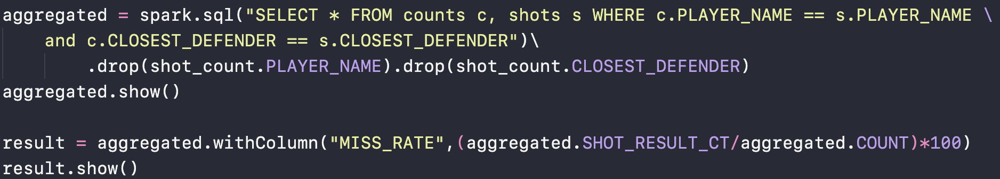 aggregated = spark.sql("SELECT * FROM counts c, shots s WHERE c.PLAYER_NAME == s.PLAYER_NAME \
    and c.CLOSEST_DEFENDER == s.CLOSEST_DEFENDER")\
        .drop(shot_count.PLAYER_NAME).drop(shot_count.CLOSEST_DEFENDER)
aggregated.show()

result = aggregated.withColumn("MISS_RATE",(aggregated.SHOT_RESULT_CT/aggregated.COUNT)*100)
result.show()